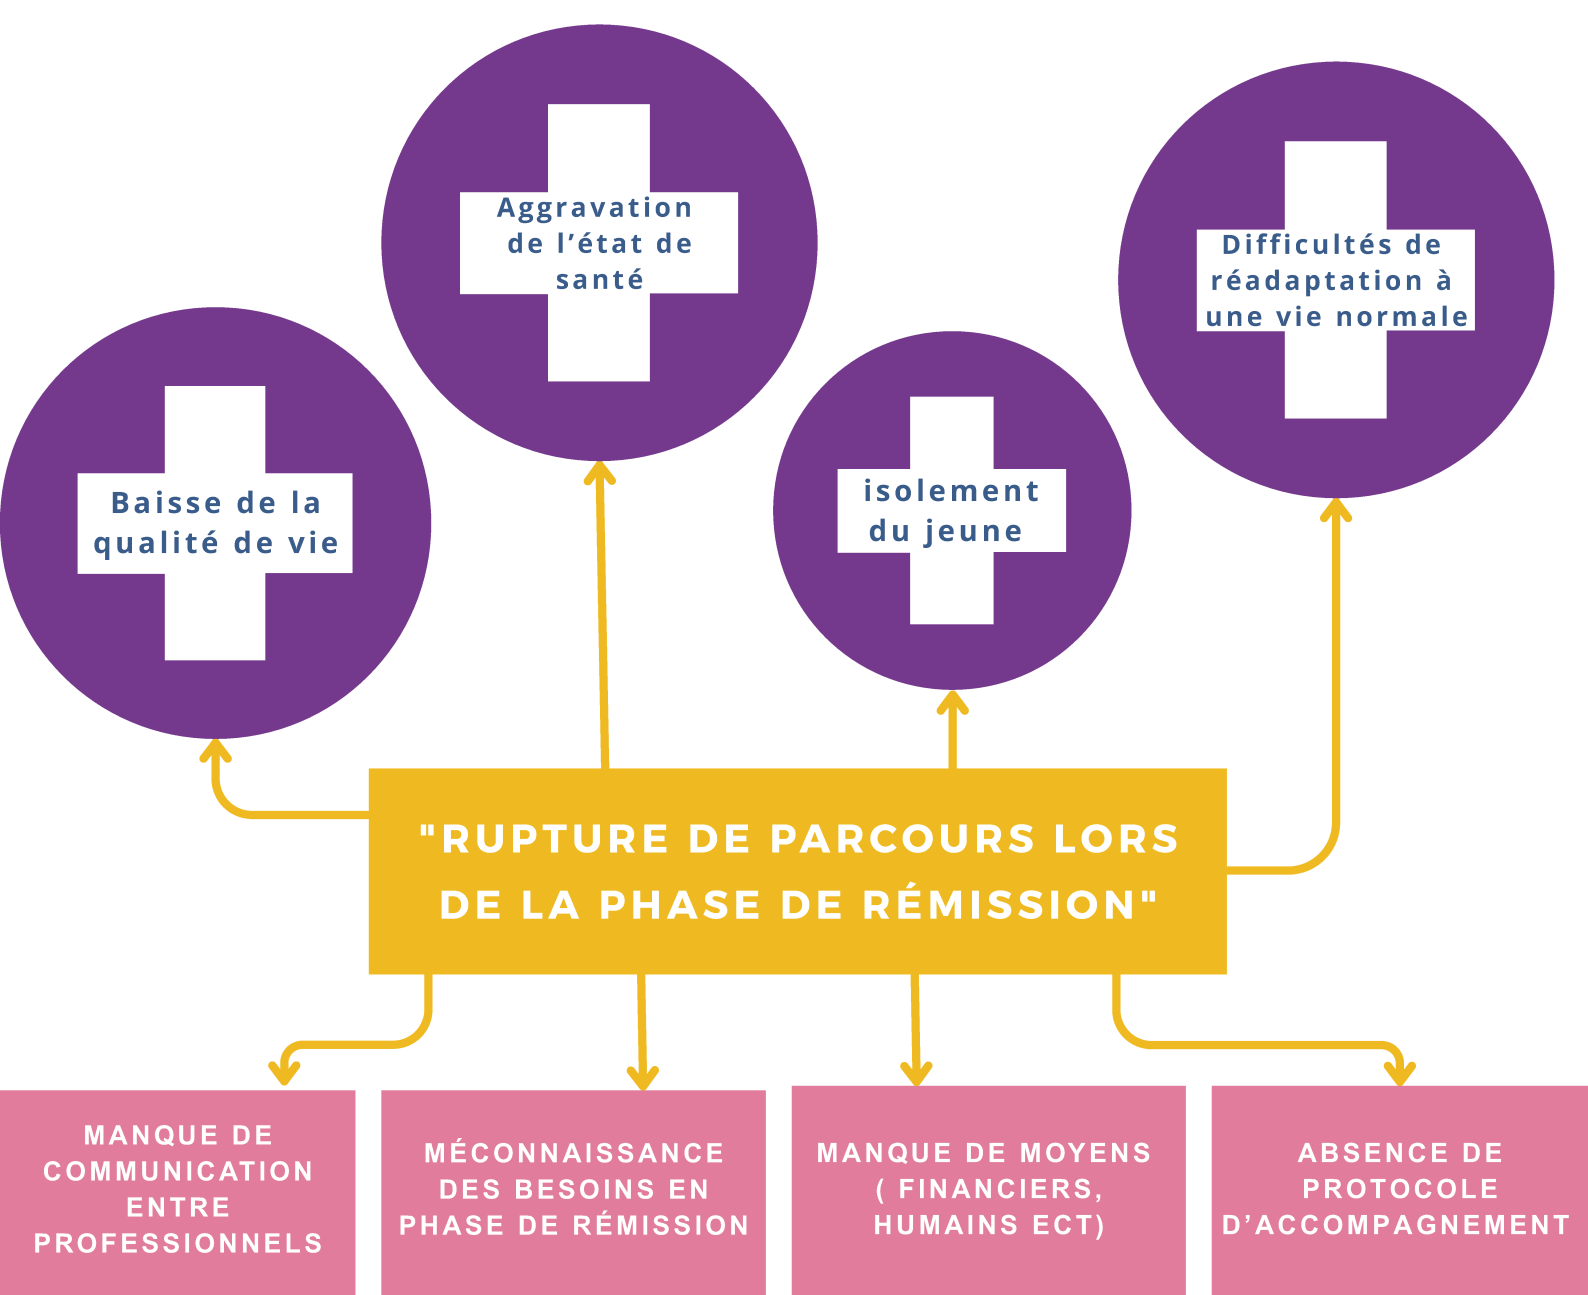 Aggravation
de l’état de
santé
Difficultés de
réadaptation à
une vie normale
Baisse de la
qualité de vie
isolement
du jeune
"RUPTURE DE PARCOURS LORS
DE LA PHASE DE RÉMISSION"
MANQUE DE
COMMUNICATION
ENTRE
PROFESSIONNELS
MÉCONNAISSANCE
DES BESOINS EN
PHASE DE RÉMISSION
MANQUE DE MOYENS
( FINANCIERS,
HUMAINS ECT)
ABSENCE DE
PROTOCOLE
D’ACCOMPAGNEMENT